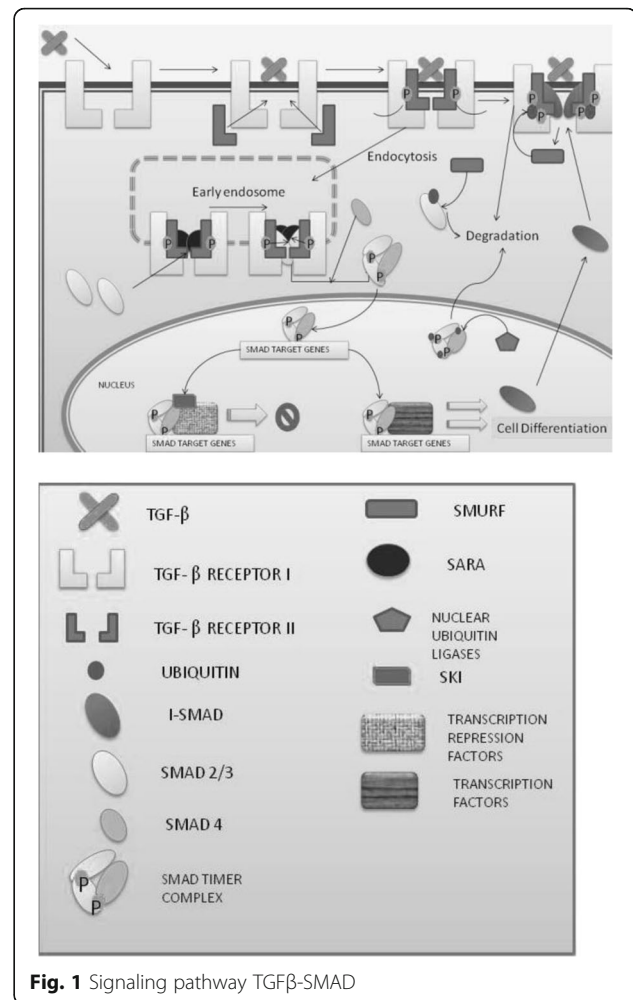 P P
P P
Endocytosis
Early endosome
P P
P P
Degradation
P
P
P
P
P P
SMAD TARGET GENES
NUCLEUS
P
P
P
P
Cell Differentiation
SMAD TARGET GENES
SMAD TARGET GENES
TGF-β
SMURF
TGF- β RECEPTOR I
SARA
TGF- β RECEPTOR II
NUCLEAR
UBIQUITIN
LIGASES
UBIQUITIN
SKI
I-SMAD
TRANSCRIPTION
REPRESSION
FACTORS
SMAD 2/3
TRANSCRIPTION
FACTORS
SMAD 4
P
P
SMAD TIMER
COMPLEX
Fig. 1 Signaling pathway TGFβ-SMAD